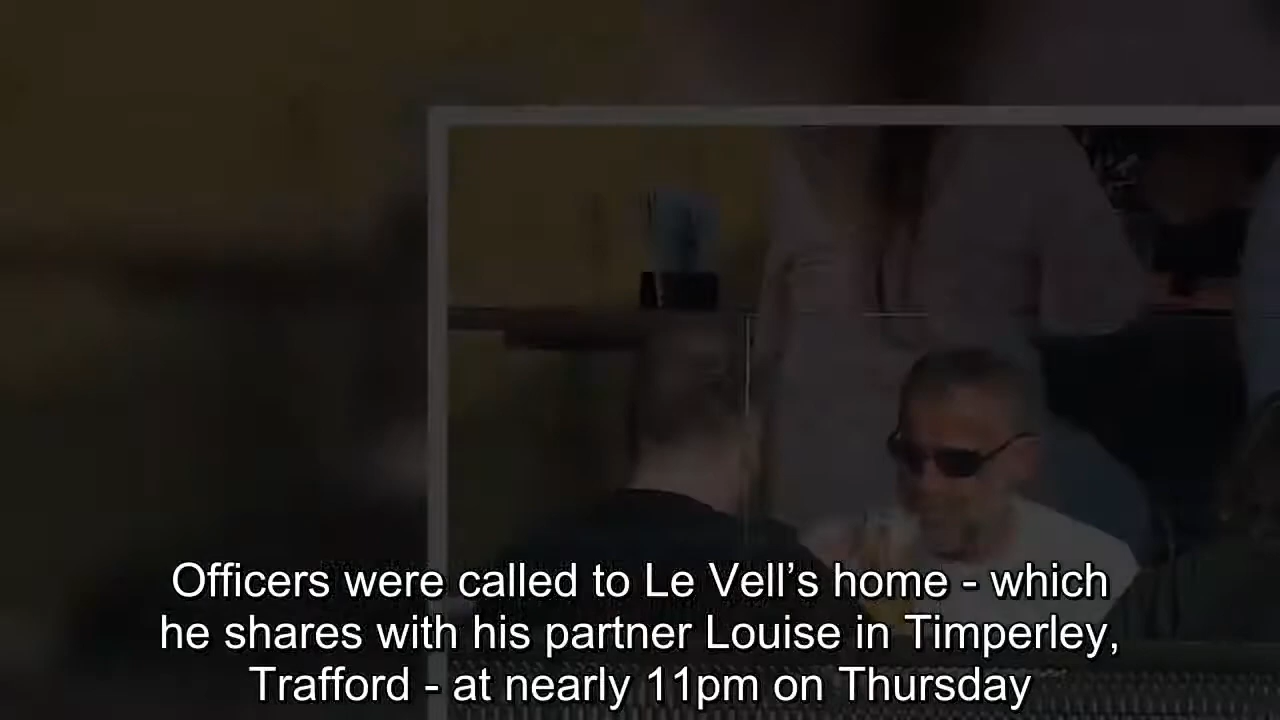 Officers were called to Le Vell’s home - which
he shares with his partner Louise in Timperley,
Trafford - at nearly 11pm on Thursday